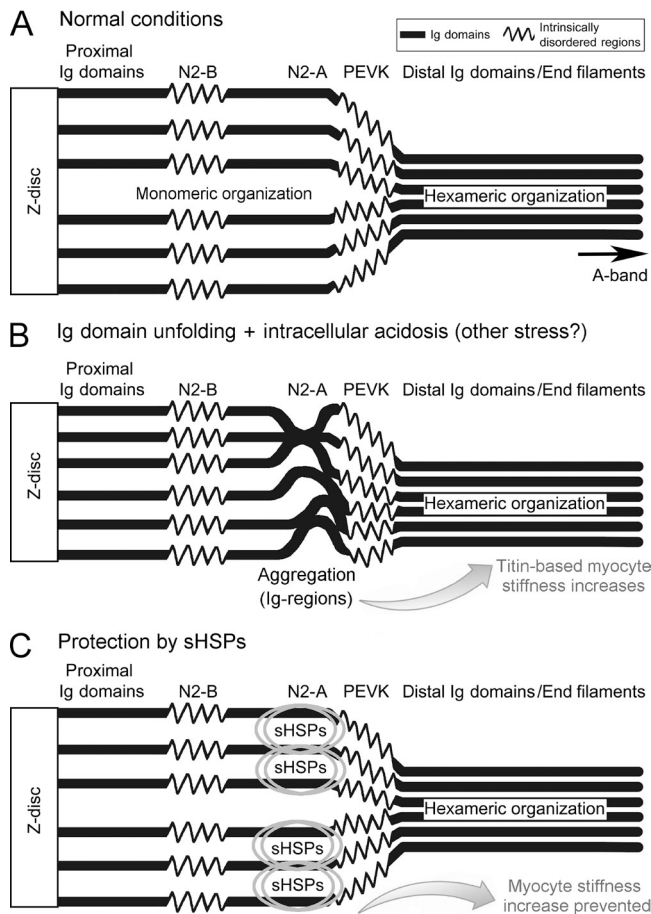 A Normal conditions
Ig domains
Intrinsically
disordered regions
Proximal
Ig domains
N2-B
N2-A
PEVK
Distal Ig domains/End filaments
Z-disc
Monomeric organization
Hexameric organization
A-band
B Ig domain unfolding + intracellular acidosis (other stress?)
Proximal
Ig domains
N2-B
N2-A
PEVK
Distal Ig domains/End filaments
Z-disc
Hexameric organization
Aggregation
(Ig-regions)
Titin-based myocyte
stiffness increases
C Protection by sHSPs
Proximal
Ig domains
N2-B
N2-A
PEVK
Distal Ig domains/End filaments
Z-disc
sHSPs
sHSPs
Hexameric organization
sHSPs
sHSPs
Myocyte stiffness
increase prevented